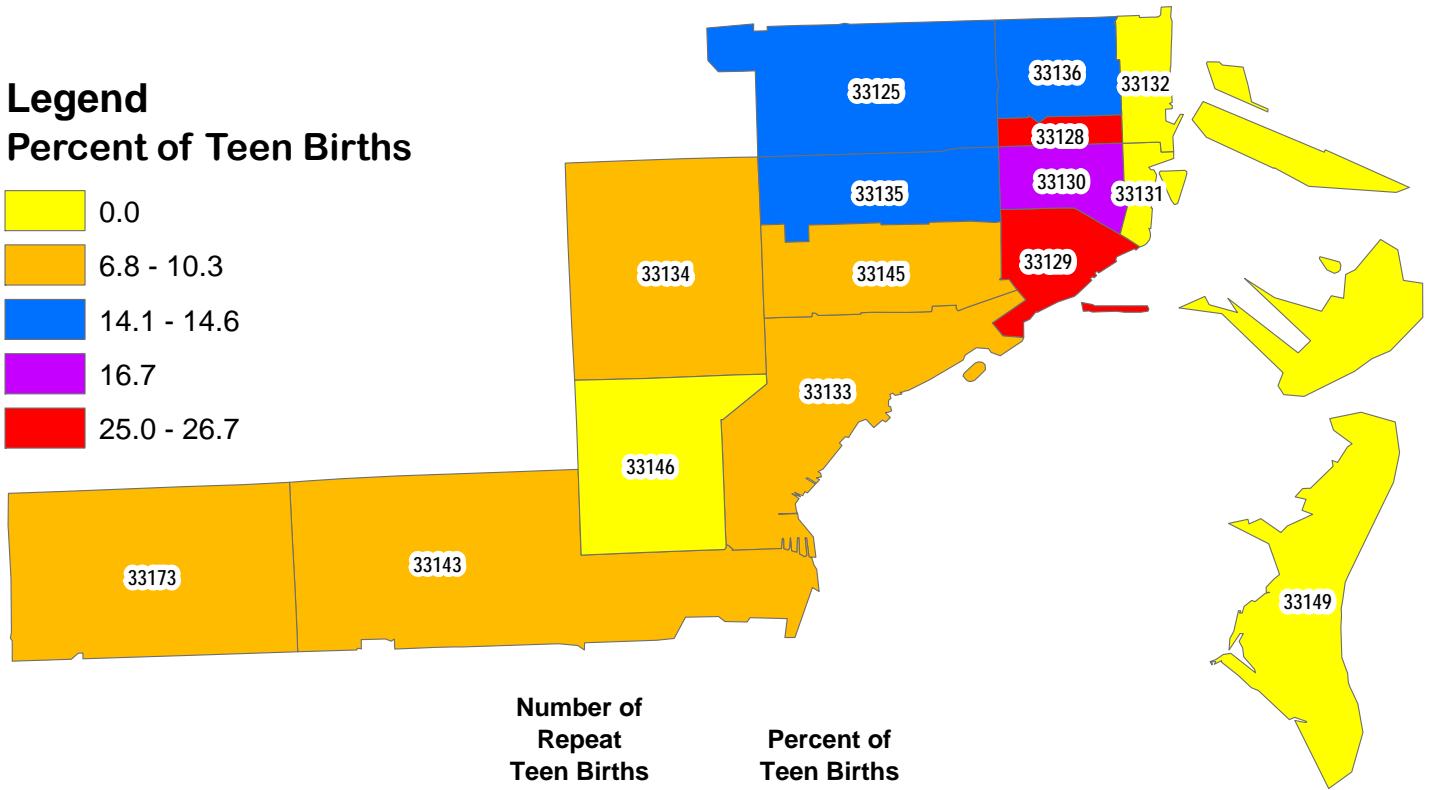 Legend
Percent of Teen Births
0.0
6.8 - 10.3
14.1 - 14.6
16.7
25.0 - 26.7
33125
33136
33132
33128
33135
33130
33131
33134
33145
33129
33133
33146
33173
33143
33149
Number of
Repeat
Teen Births
Percent of
Teen Births